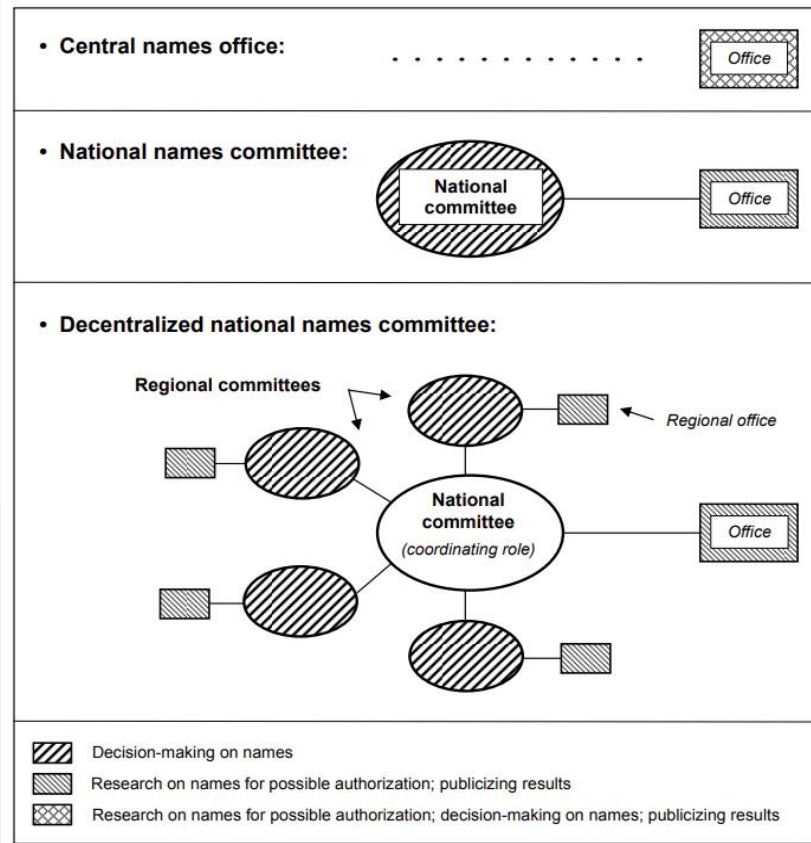 • Central names office:
Office
• National names committee:
National
committee
Office
• Decentralized national names committee:
Regional committees
Regional office
National
committee
(coordinating role)
Office
Decision-making on names
Research on names for possible authorization; publicizing results
Research on names for possible authorization; decision-making on names; publicizing results